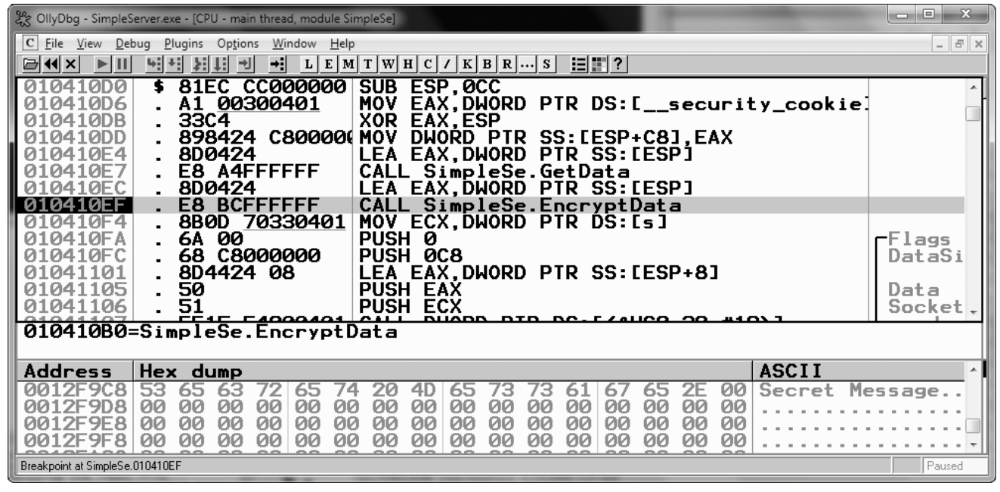 OllyDbg - SimpleServer.exe - [CPU - main thread, module SimpleSe]
C File View Debug Plugins Options Window Help
L E M T W H C / K B R ... S ?
010410D0 $ 81EC CC000000 SUB ESP,0CC
010410D6 . A1 00300401 MOV EAX,DWORD PTR DS:[__security_cookie]
010410DB . 33C4 XOR EAX,ESP
010410DD . 898424 C800000 MOV DWORD PTR SS:[ESP+C8],EAX
010410E4 . 8D0424 LEA EAX,DWORD PTR SS:[ESP]
010410E7 . E8 A4FFFFFF CALL SimpleSe.GetData
010410EC . 8D0424 LEA EAX,DWORD PTR SS:[ESP]
010410EF . E8 BCFFFFFF CALL SimpleSe.EncryptData
010410F4 . 8B0D 70330401 MOV ECX,DWORD PTR DS:[s]
010410FA . 6A 00 PUSH 0 Flags
010410FC . 68 C8000000 PUSH 0C8 DataSi
01041101 . 8D4424 08 LEA EAX,DWORD PTR SS:[ESP+8]
01041105 . 50 PUSH EAX Data
01041106 . 51 PUSH ECX Socket
010410B0=SimpleSe.EncryptData
Address Hex dump ASCII
0012F9C8 53 65 63 72 65 74 20 4D 65 73 73 61 67 65 2E 00 Secret Message..
0012F9D8 00 00 00 00 00 00 00 00 00 00 00 00 00 00 00 00 ................
0012F9E8 00 00 00 00 00 00 00 00 00 00 00 00 00 00 00 00 ................
0012F9F8 00 00 00 00 00 00 00 00 00 00 00 00 00 00 00 00 ................
Breakpoint at SimpleSe.010410EF Paused